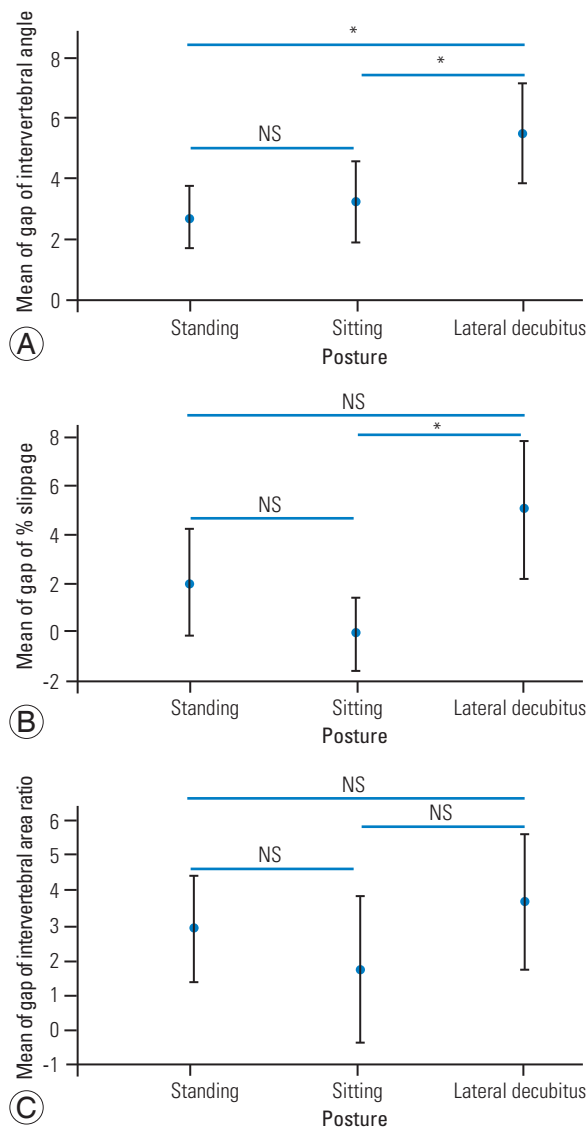 *
*
NS
Mean of gap of intervertebral angle
8
6
4
2
0
Standing Sitting Lateral decubitus
Posture
A
NS
*
NS
Mean of gap of % slippage
8
6
4
2
0
-2
Standing Sitting Lateral decubitus
Posture
B
NS
NS
NS
Mean of gap of intervertebral area ratio
6
5
4
3
2
1
0
-1
Standing Sitting Lateral decubitus
Posture
C